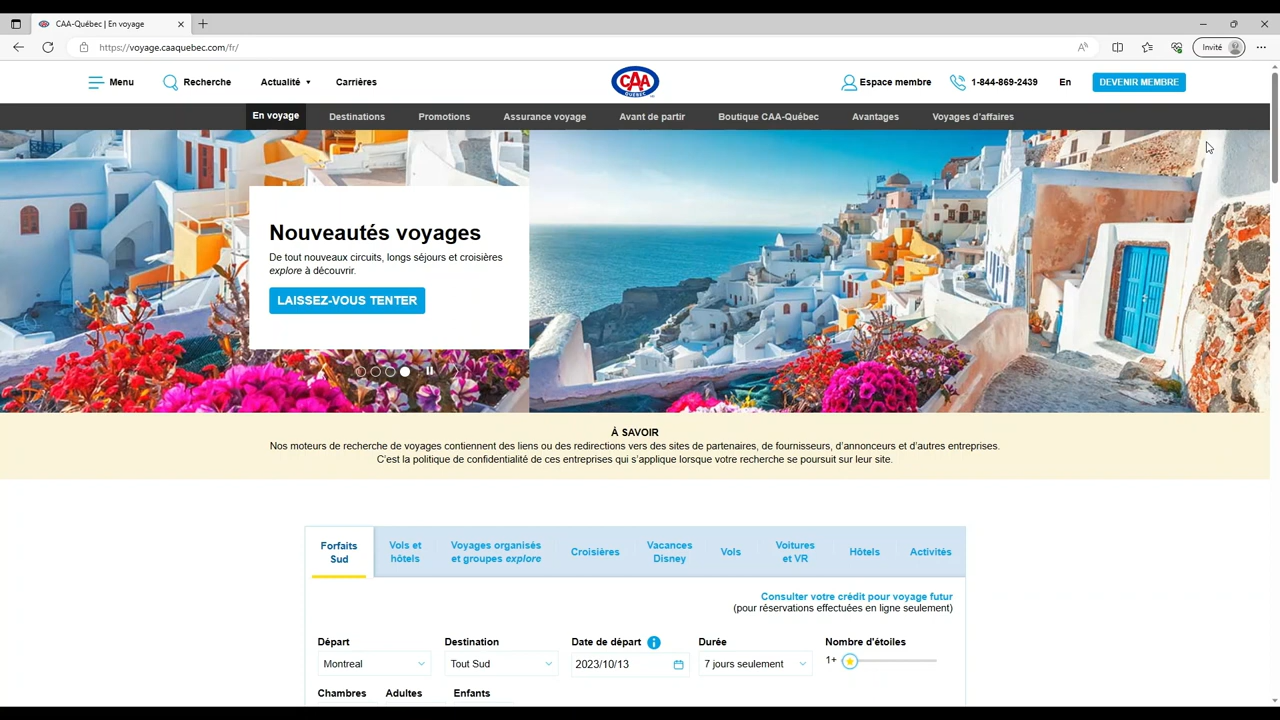 CAA-Québec | En voyage
https://voyage.caaquebec.com/fr/
Invité
Menu
Recherche
Actualité
Carrières
CAA
QUÉBEC
Espace membre
1-844-869-2439
En
DEVENIR MEMBRE
En voyage
Destinations
Promotions
Assurance voyage
Avant de partir
Boutique CAA-Québec
Avantages
Voyages d'affaires
Nouveautés voyages
De tout nouveaux circuits, longs séjours et croisières
explore à découvrir.
LAISSEZ-VOUS TENTER
À SAVOIR
Nos moteurs de recherche de voyages contiennent des liens ou des redirections vers des sites de partenaires, de fournisseurs, d'annonceurs et d'autres entreprises.
C'est la politique de confidentialité de ces entreprises qui s'applique lorsque votre recherche se poursuit sur leur site.
Forfaits
Sud
Vols et
hôtels
Voyages organisés
et groupes explore
Croisières
Vacances
Disney
Vols
Voitures
et VR
Hôtels
Activités
Consulter votre crédit pour voyage futur
(pour réservations effectuées en ligne seulement)
Départ
Destination
Date de départ
Durée
Nombre d'étoiles
Montreal
Tout Sud
2023/10/13
7 jours seulement
1+
Chambres
Adultes
Enfants